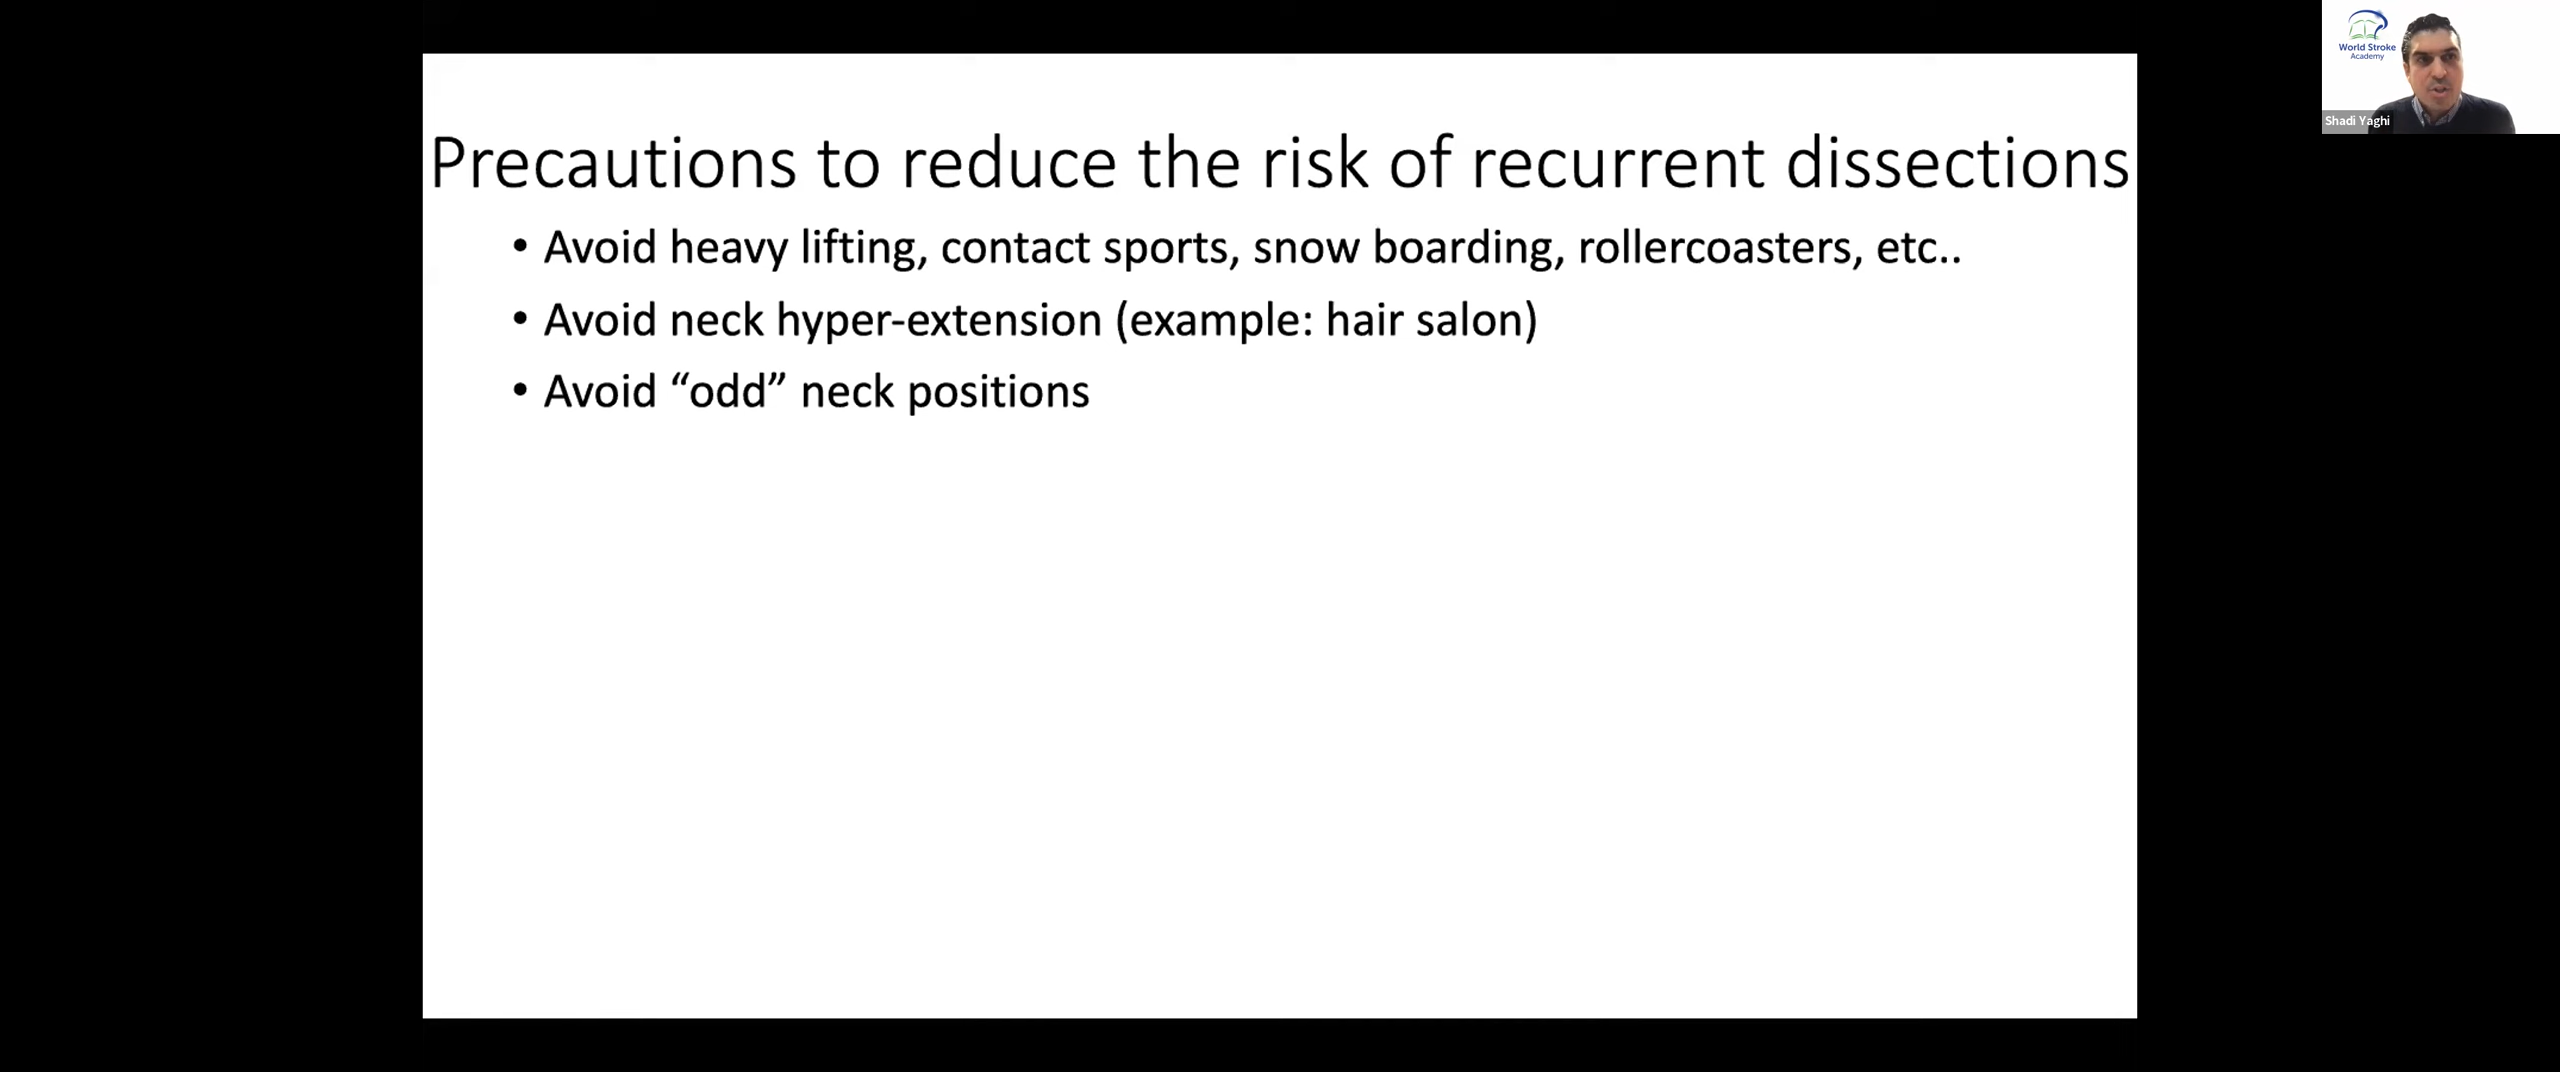 Precautions to reduce the risk of recurrent dissections
• Avoid heavy lifting, contact sports, snow boarding, rollercoasters, etc..
• Avoid neck hyper-extension (example: hair salon)
• Avoid “odd” neck positions
World Stroke
Academy
Shadi Yaghi